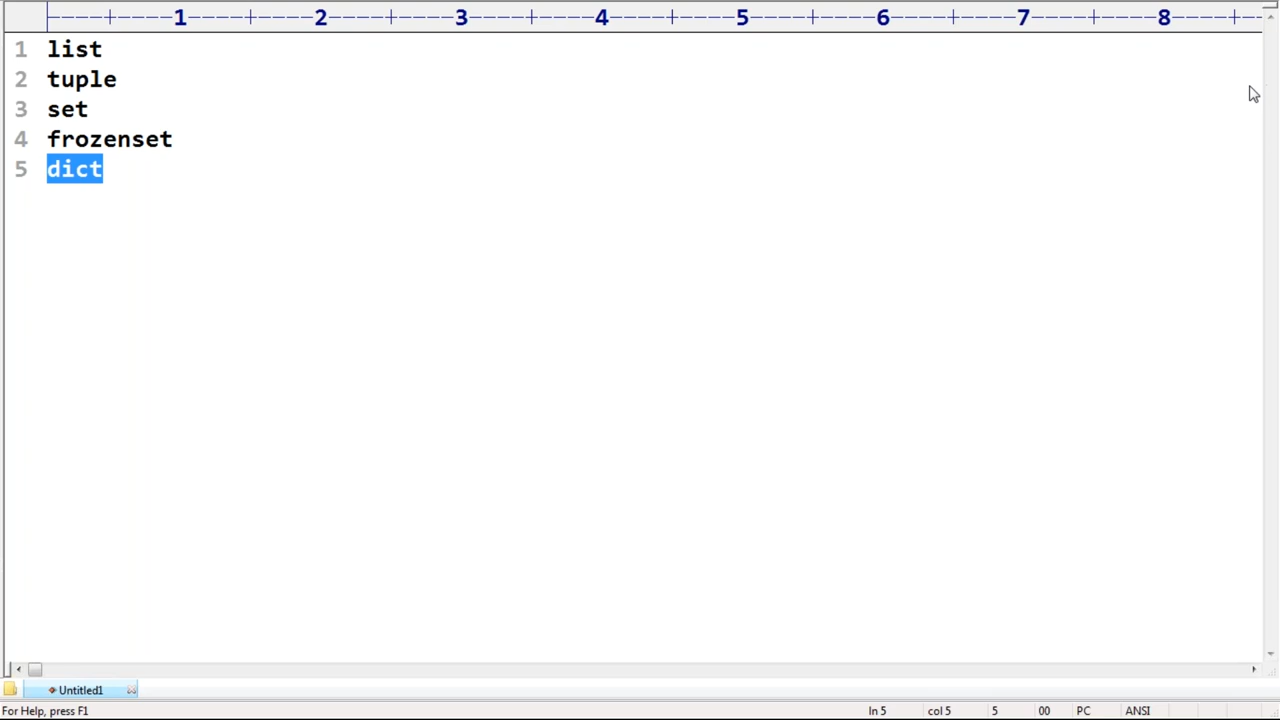 ----+----1----+----2----+----3----+----4----+----5----+----6----+----7----+----8----+-
1 list
2 tuple
3 set
4 frozenset
5 dict
Untitled1
For Help, press F1 ln 5 col 5 5 00 PC ANSI